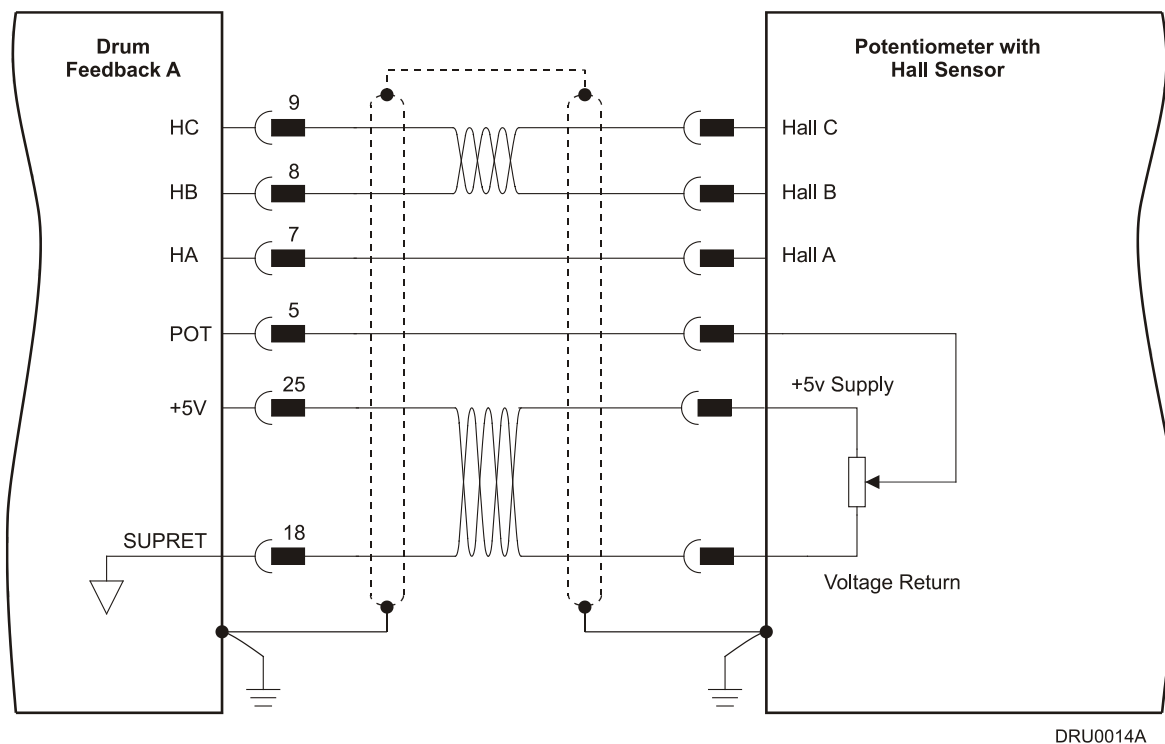 Drum
Feedback A
Potentiometer with
Hall Sensor
HC
9
Hall C
HB
8
Hall B
HA
7
Hall A
POT
5
+5V
25
+5v Supply
SUPRET
18
Voltage Return
DRU0014A